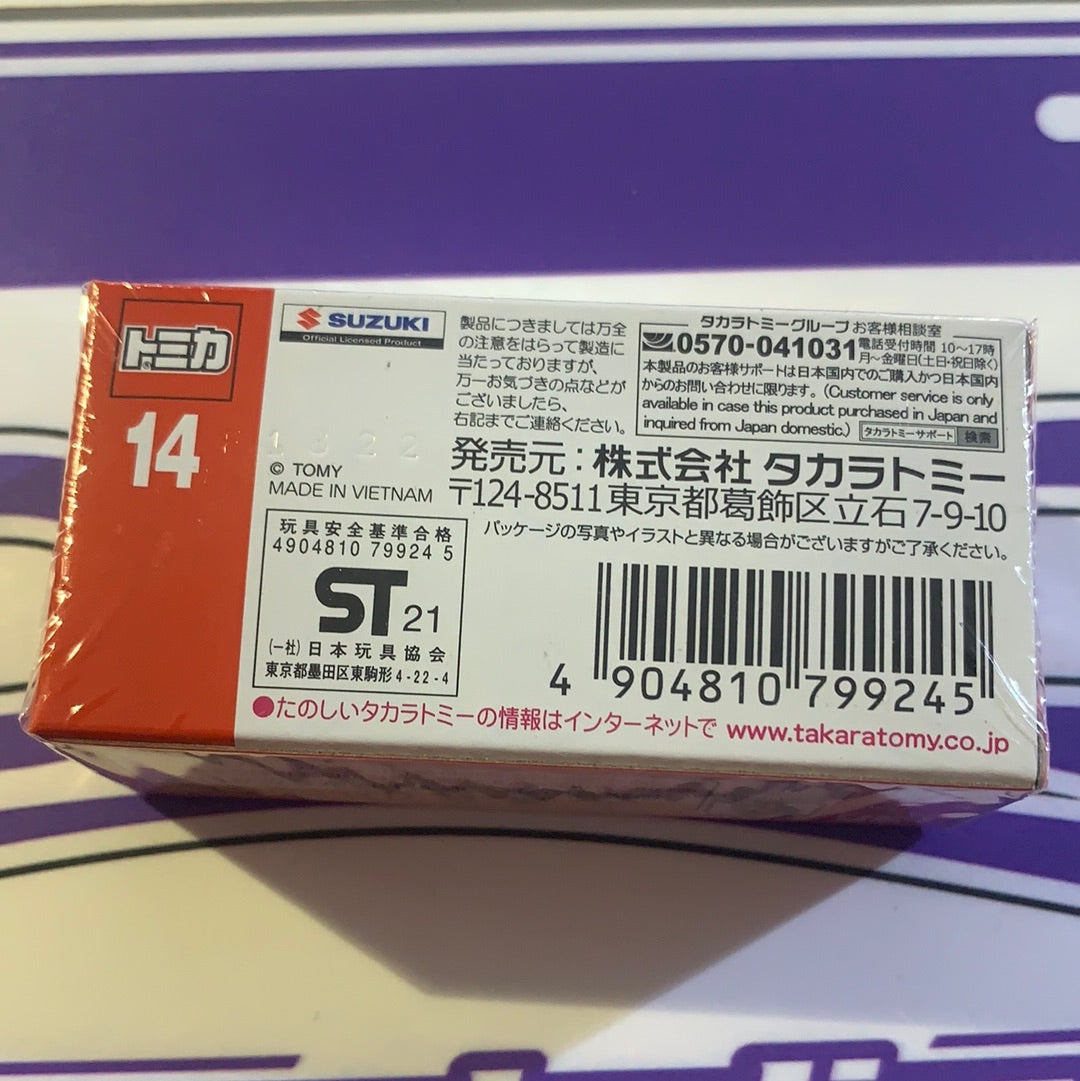 トミカ
14
SUZUKI
Official Licensed Product
1322
© TOMY
MADE IN VIETNAM
玩具安全基準合格
4904810 79924 5
ST 21
(一社)日本玩具協会
東京都墨田区東駒形4-22-4
製品につきましては万全
の注意をはらって製造に
当たっておりますが、
万一お気づきの点などが
ございましたら、
右記までご連絡ください。
タカラトミーグループ お客様相談室
0570-041031
電話受付時間 10〜17時
月〜金曜日(土日・祝日除く)
本製品のお客様サポートは日本国内でのご購入かつ日本国内
からのお問い合わせに限ります。(Customer service is only
available in case this product purchased in Japan and
inquired from Japan domestic.) タカラトミーサポート 検索
発売元:株式会社 タカラトミー
〒124-8511 東京都葛飾区立石7-9-10
パッケージの写真やイラストと異なる場合がございますがご了承ください。
4 904810 799245
●たのしいタカラトミーの情報はインターネットで www.takaratomy.co.jp